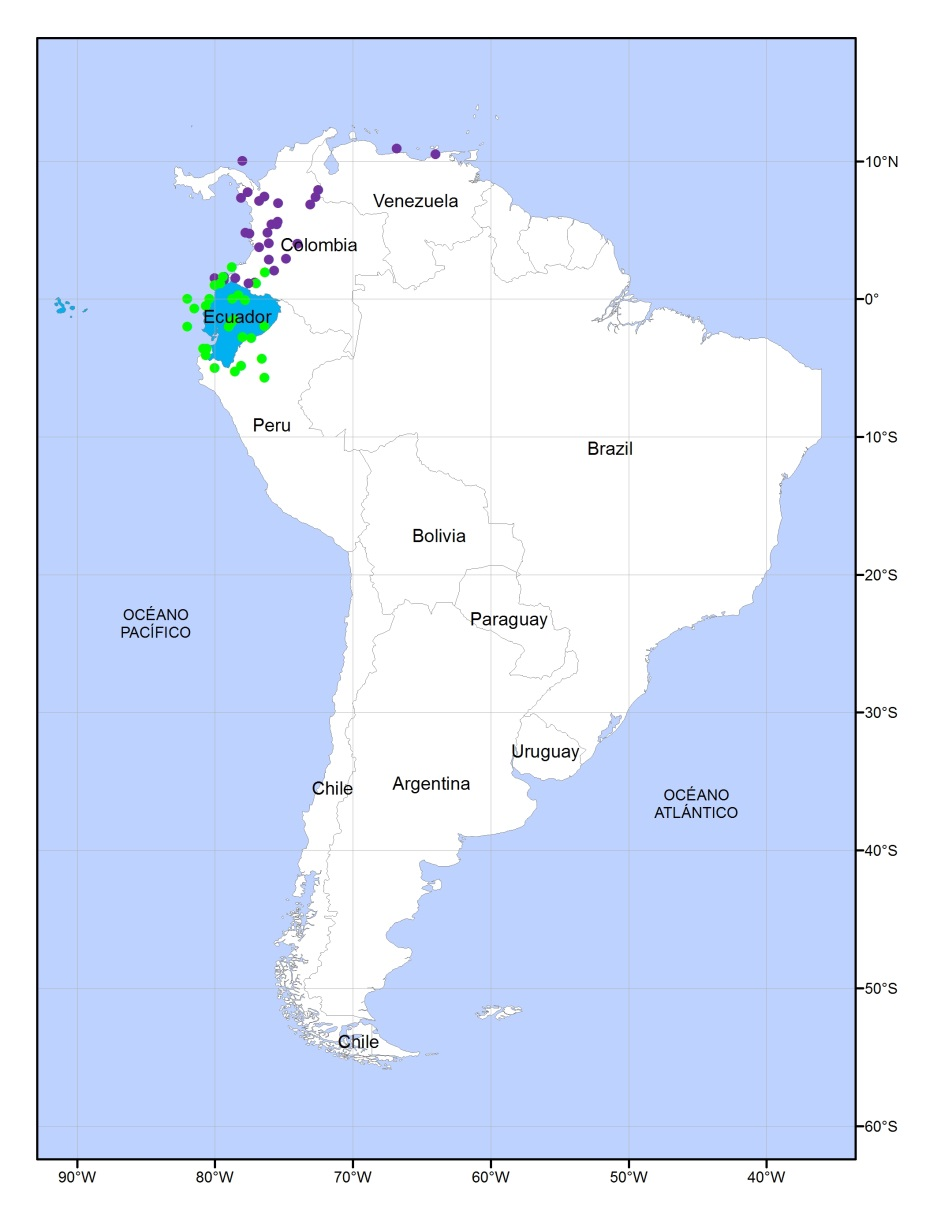 10°N
Venezuela
Colombia
0°
Ecuador
Peru
10°S
Brazil
Bolivia
20°S
OCÉANO
PACÍFICO
Paraguay
30°S
Uruguay
Chile
Argentina
OCÉANO
ATLÁNTICO
40°S
50°S
Chile
60°S
90°W
80°W
70°W
60°W
50°W
40°W